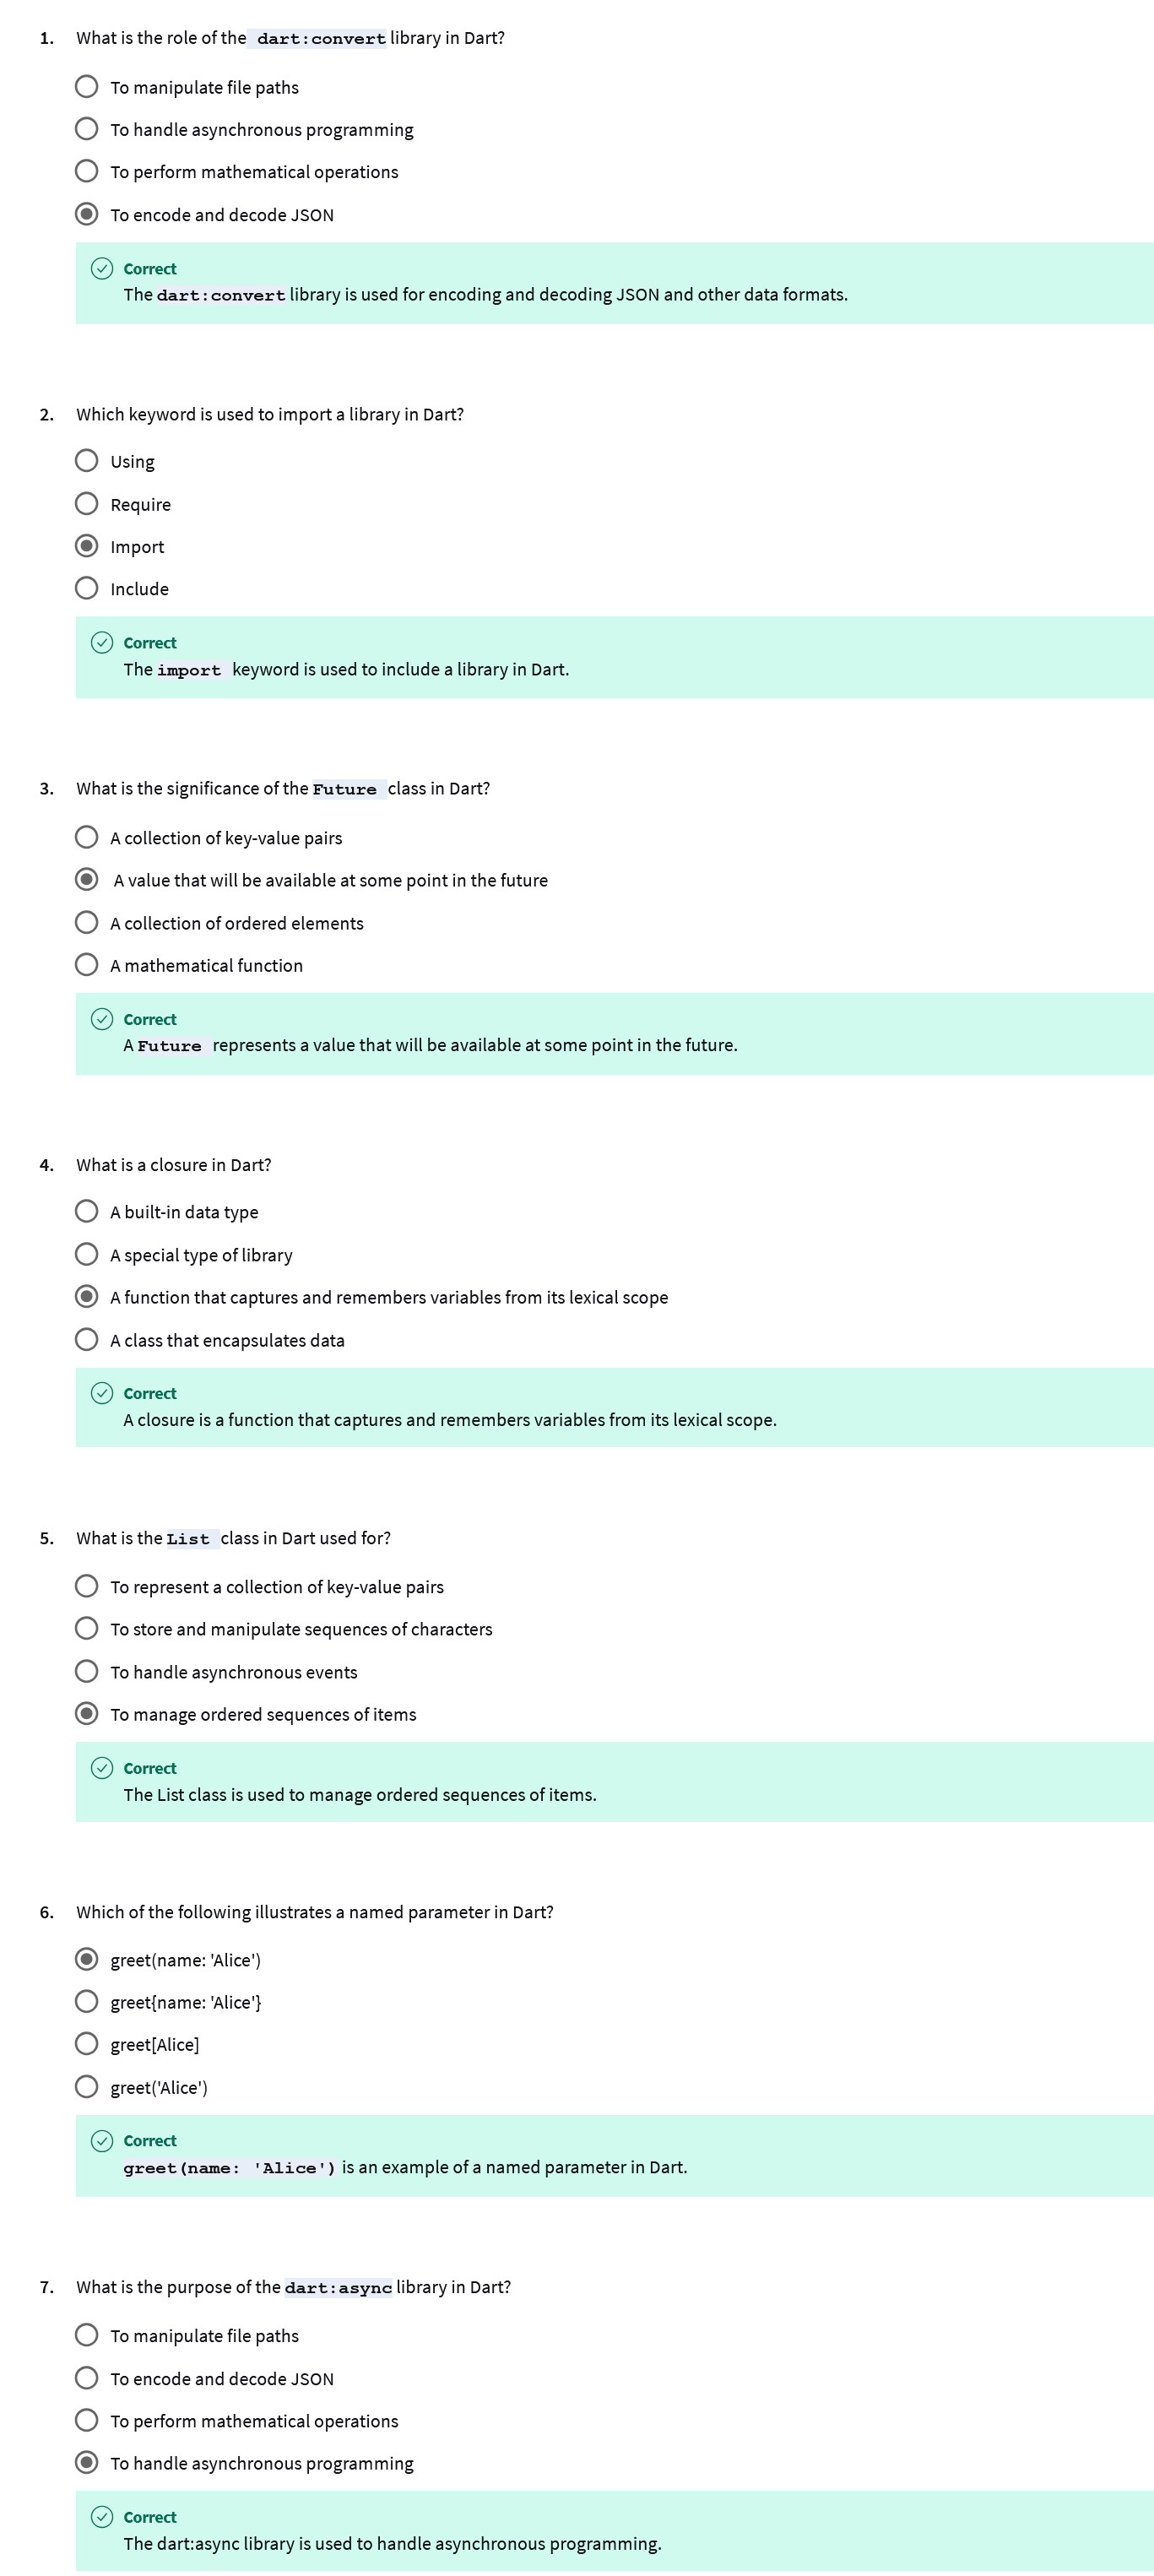 1. What is the role of the dart:convert library in Dart?
To manipulate file paths
To handle asynchronous programming
To perform mathematical operations
To encode and decode JSON
Correct
The dart:convert library is used for encoding and decoding JSON and other data formats.
2. Which keyword is used to import a library in Dart?
Using
Require
Import
Include
Correct
The import keyword is used to include a library in Dart.
3. What is the significance of the Future class in Dart?
A collection of key-value pairs
A value that will be available at some point in the future
A collection of ordered elements
A mathematical function
Correct
A Future represents a value that will be available at some point in the future.
4. What is a closure in Dart?
A built-in data type
A special type of library
A function that captures and remembers variables from its lexical scope
A class that encapsulates data
Correct
A closure is a function that captures and remembers variables from its lexical scope.
5. What is the List class in Dart used for?
To represent a collection of key-value pairs
To store and manipulate sequences of characters
To handle asynchronous events
To manage ordered sequences of items
Correct
The List class is used to manage ordered sequences of items.
6. Which of the following illustrates a named parameter in Dart?
greet(name: 'Alice')
greet{name: 'Alice'}
greet[Alice]
greet('Alice')
Correct
greet(name: 'Alice') is an example of a named parameter in Dart.
7. What is the purpose of the dart:async library in Dart?
To manipulate file paths
To encode and decode JSON
To perform mathematical operations
To handle asynchronous programming
Correct
The dart:async library is used to handle asynchronous programming.